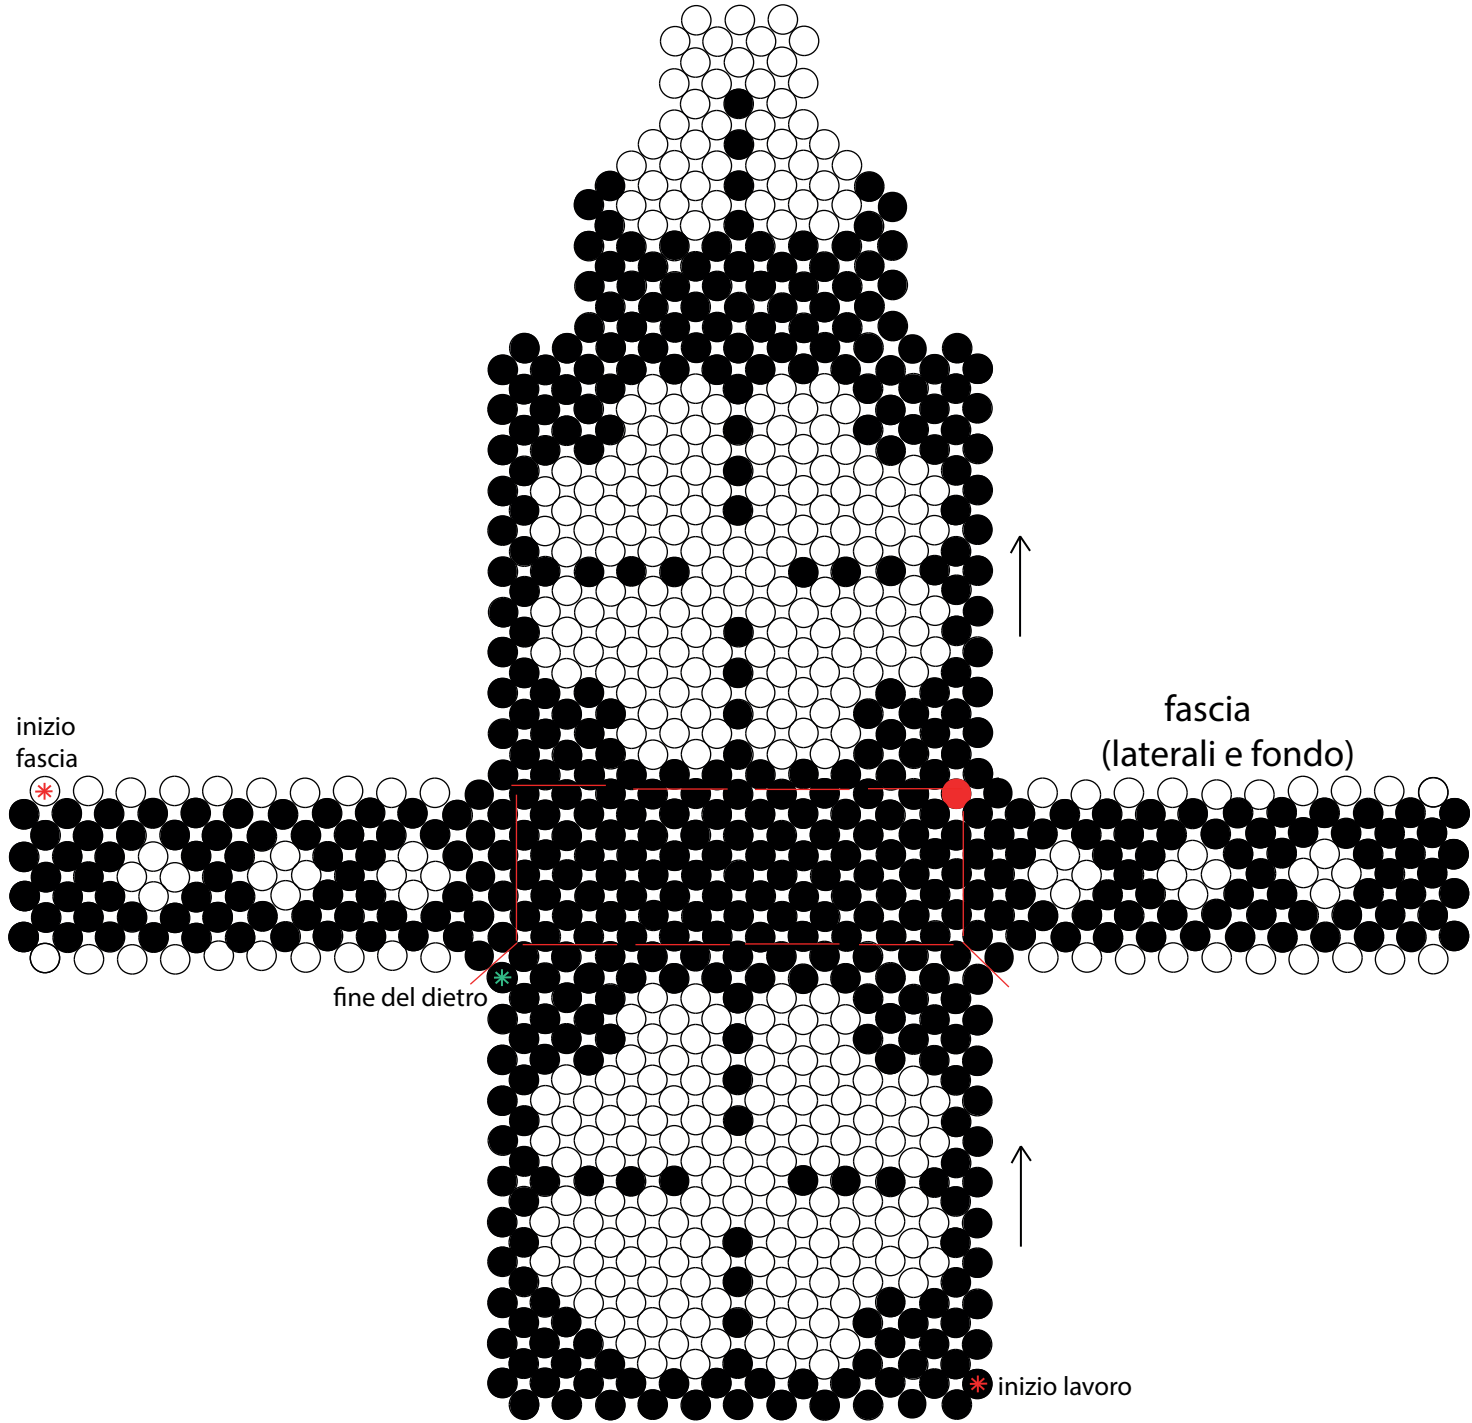 inizio
fascia
fascia
(laterali e fondo)
fine del dietro
inizio lavoro